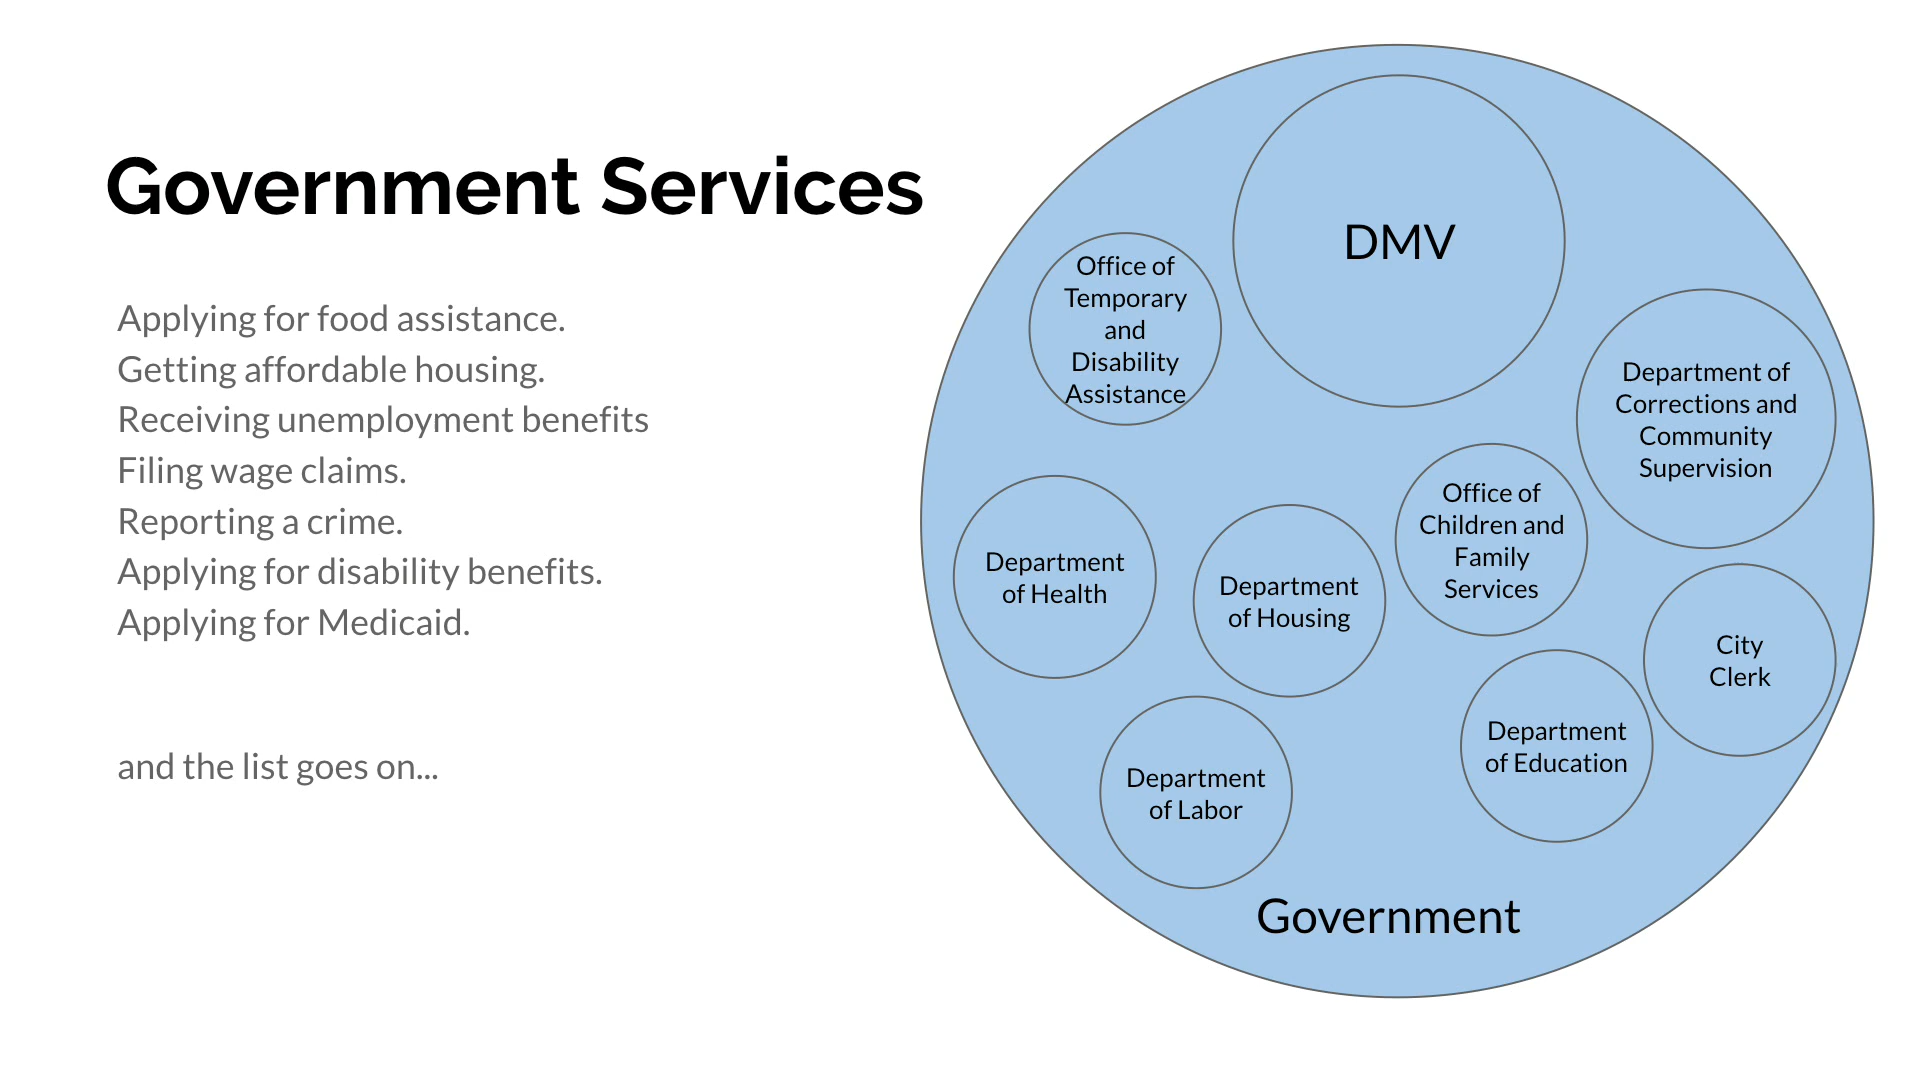 Government Services
Applying for food assistance.
Getting affordable housing.
Receiving unemployment benefits
Filing wage claims.
Reporting a crime.
Applying for disability benefits.
Applying for Medicaid.
and the list goes on...
DMV
Office of
Temporary
and
Disability
Assistance
Department of
Corrections and
Community
Supervision
Office of
Children and
Family
Services
Department
of Health
Department
of Housing
City
Clerk
Department
of Education
Department
of Labor
Government